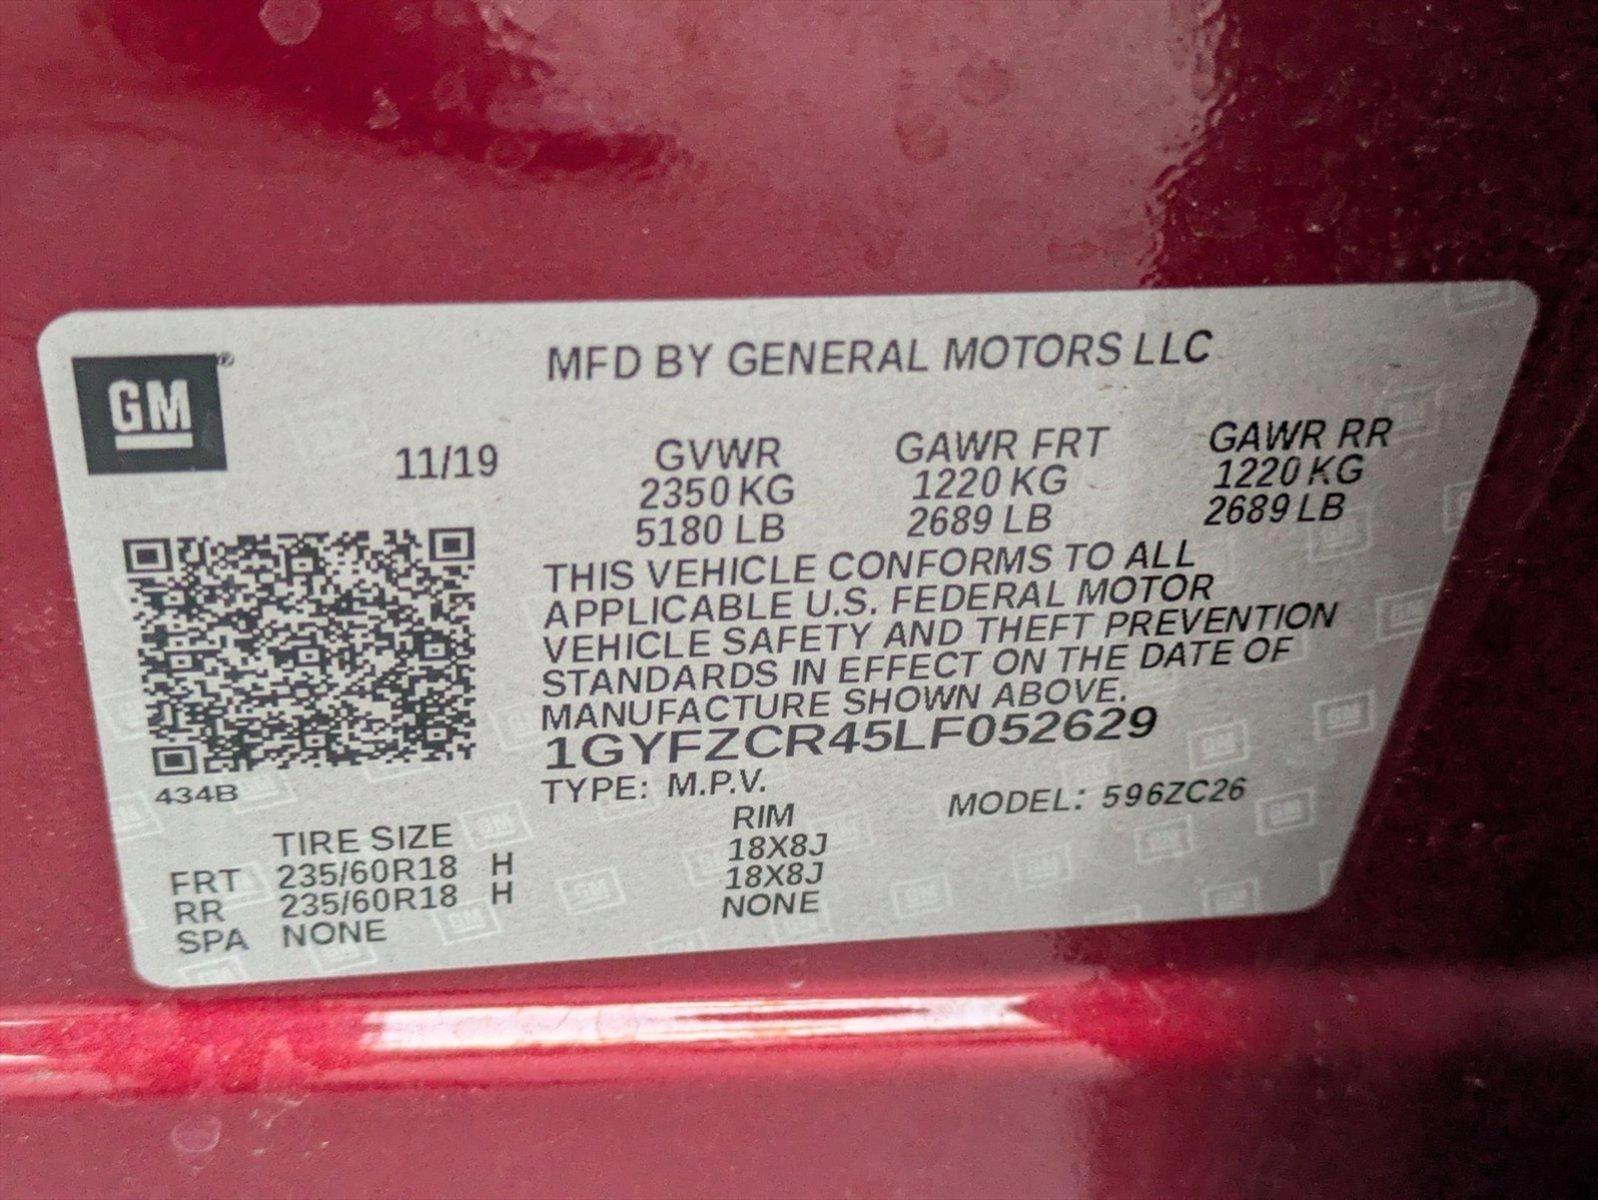 GM
MFD BY GENERAL MOTORS LLC
11/19
GVWR
2350 KG
5180 LB
GAWR FRT
1220 KG
2689 LB
GAWR RR
1220 KG
2689 LB
THIS VEHICLE CONFORMS TO ALL
APPLICABLE U.S. FEDERAL MOTOR
VEHICLE SAFETY AND THEFT PREVENTION
STANDARDS IN EFFECT ON THE DATE OF
MANUFACTURE SHOWN ABOVE.
1GYFZCR45LF052629
434B
TYPE: M.P.V.
MODEL: 596ZC26
TIRE SIZE RIM
FRT 235/60R18 H 18X8J
RR 235/60R18 H 18X8J
SPA NONE NONE